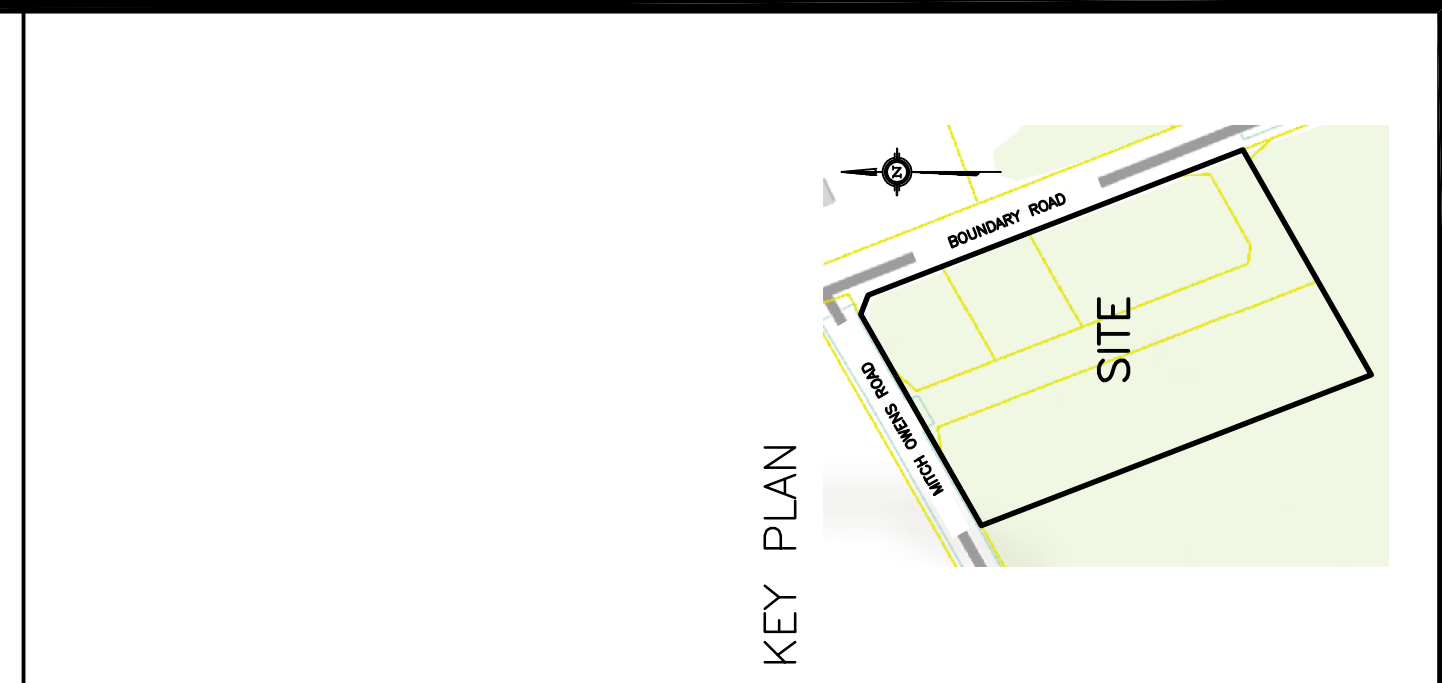 KEY PLAN
N
BOUNDARY ROAD
MITCH OWENS ROAD
SITE